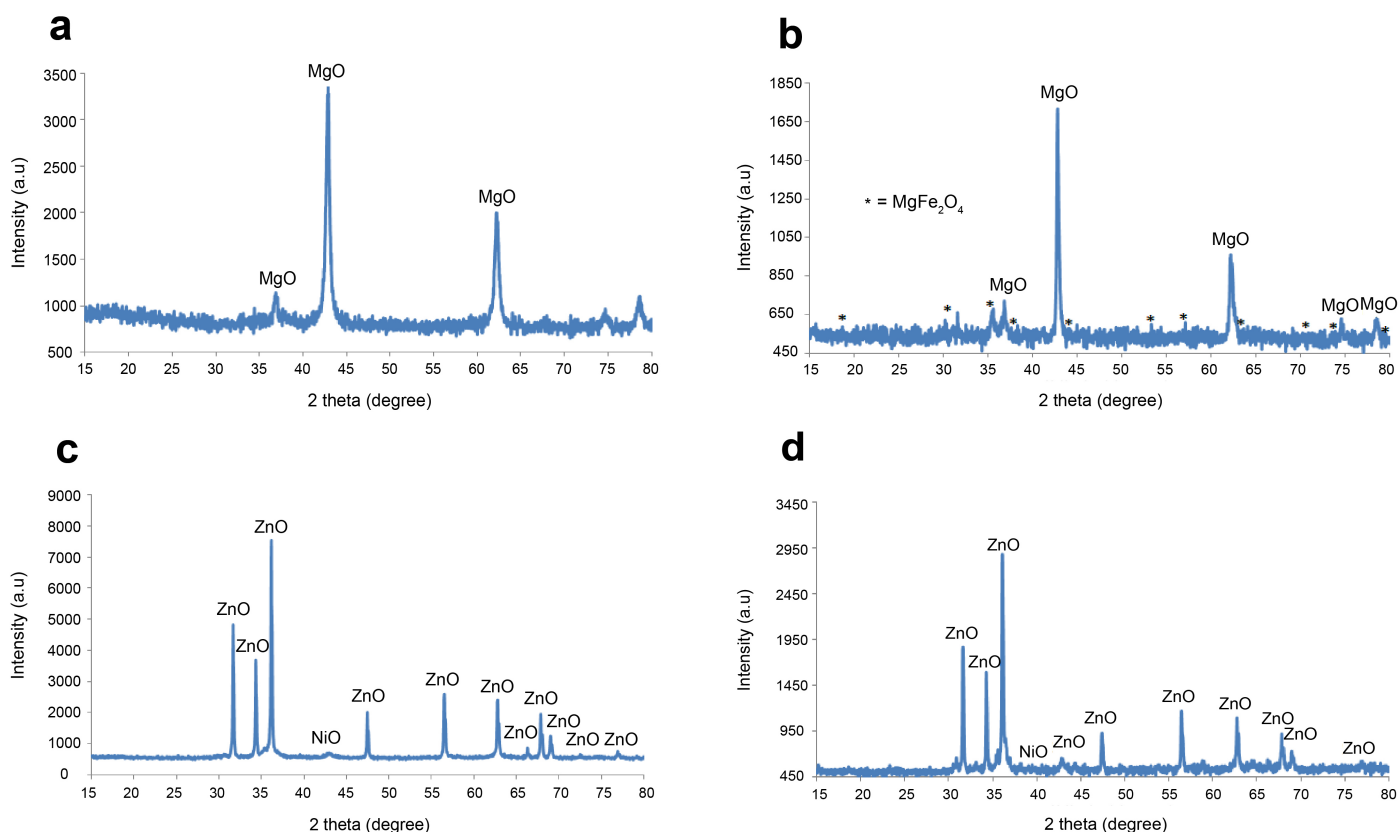 a
MgO
MgO
MgO
3500
3000
2500
2000
1500
1000
500
Intensity (a.u)
15 20 25 30 35 40 45 50 55 60 65 70 75 80
2 theta (degree)
b
MgO
MgO
MgO
MgO MgO
* = MgFe2O4
* * * * * * * * * * *
1850
1650
1450
1250
1050
850
650
450
Intensity (a.u)
15 20 25 30 35 40 45 50 55 60 65 70 75 80
2 theta (degree)
c
ZnO
ZnO
ZnO
NiO
ZnO
ZnO
ZnO
ZnO
ZnO
ZnO
ZnO
ZnO
9000
8000
7000
6000
5000
4000
3000
2000
1000
0
Intensity (a.u)
15 20 25 30 35 40 45 50 55 60 65 70 75 80
2 theta (degree)
d
ZnO
ZnO
ZnO
NiO
ZnO
ZnO
ZnO
ZnO
ZnO
ZnO
ZnO
3450
2950
2450
1950
1450
950
450
Intensity (a.u)
15 20 25 30 35 40 45 50 55 60 65 70 75 80
2 theta (degree)